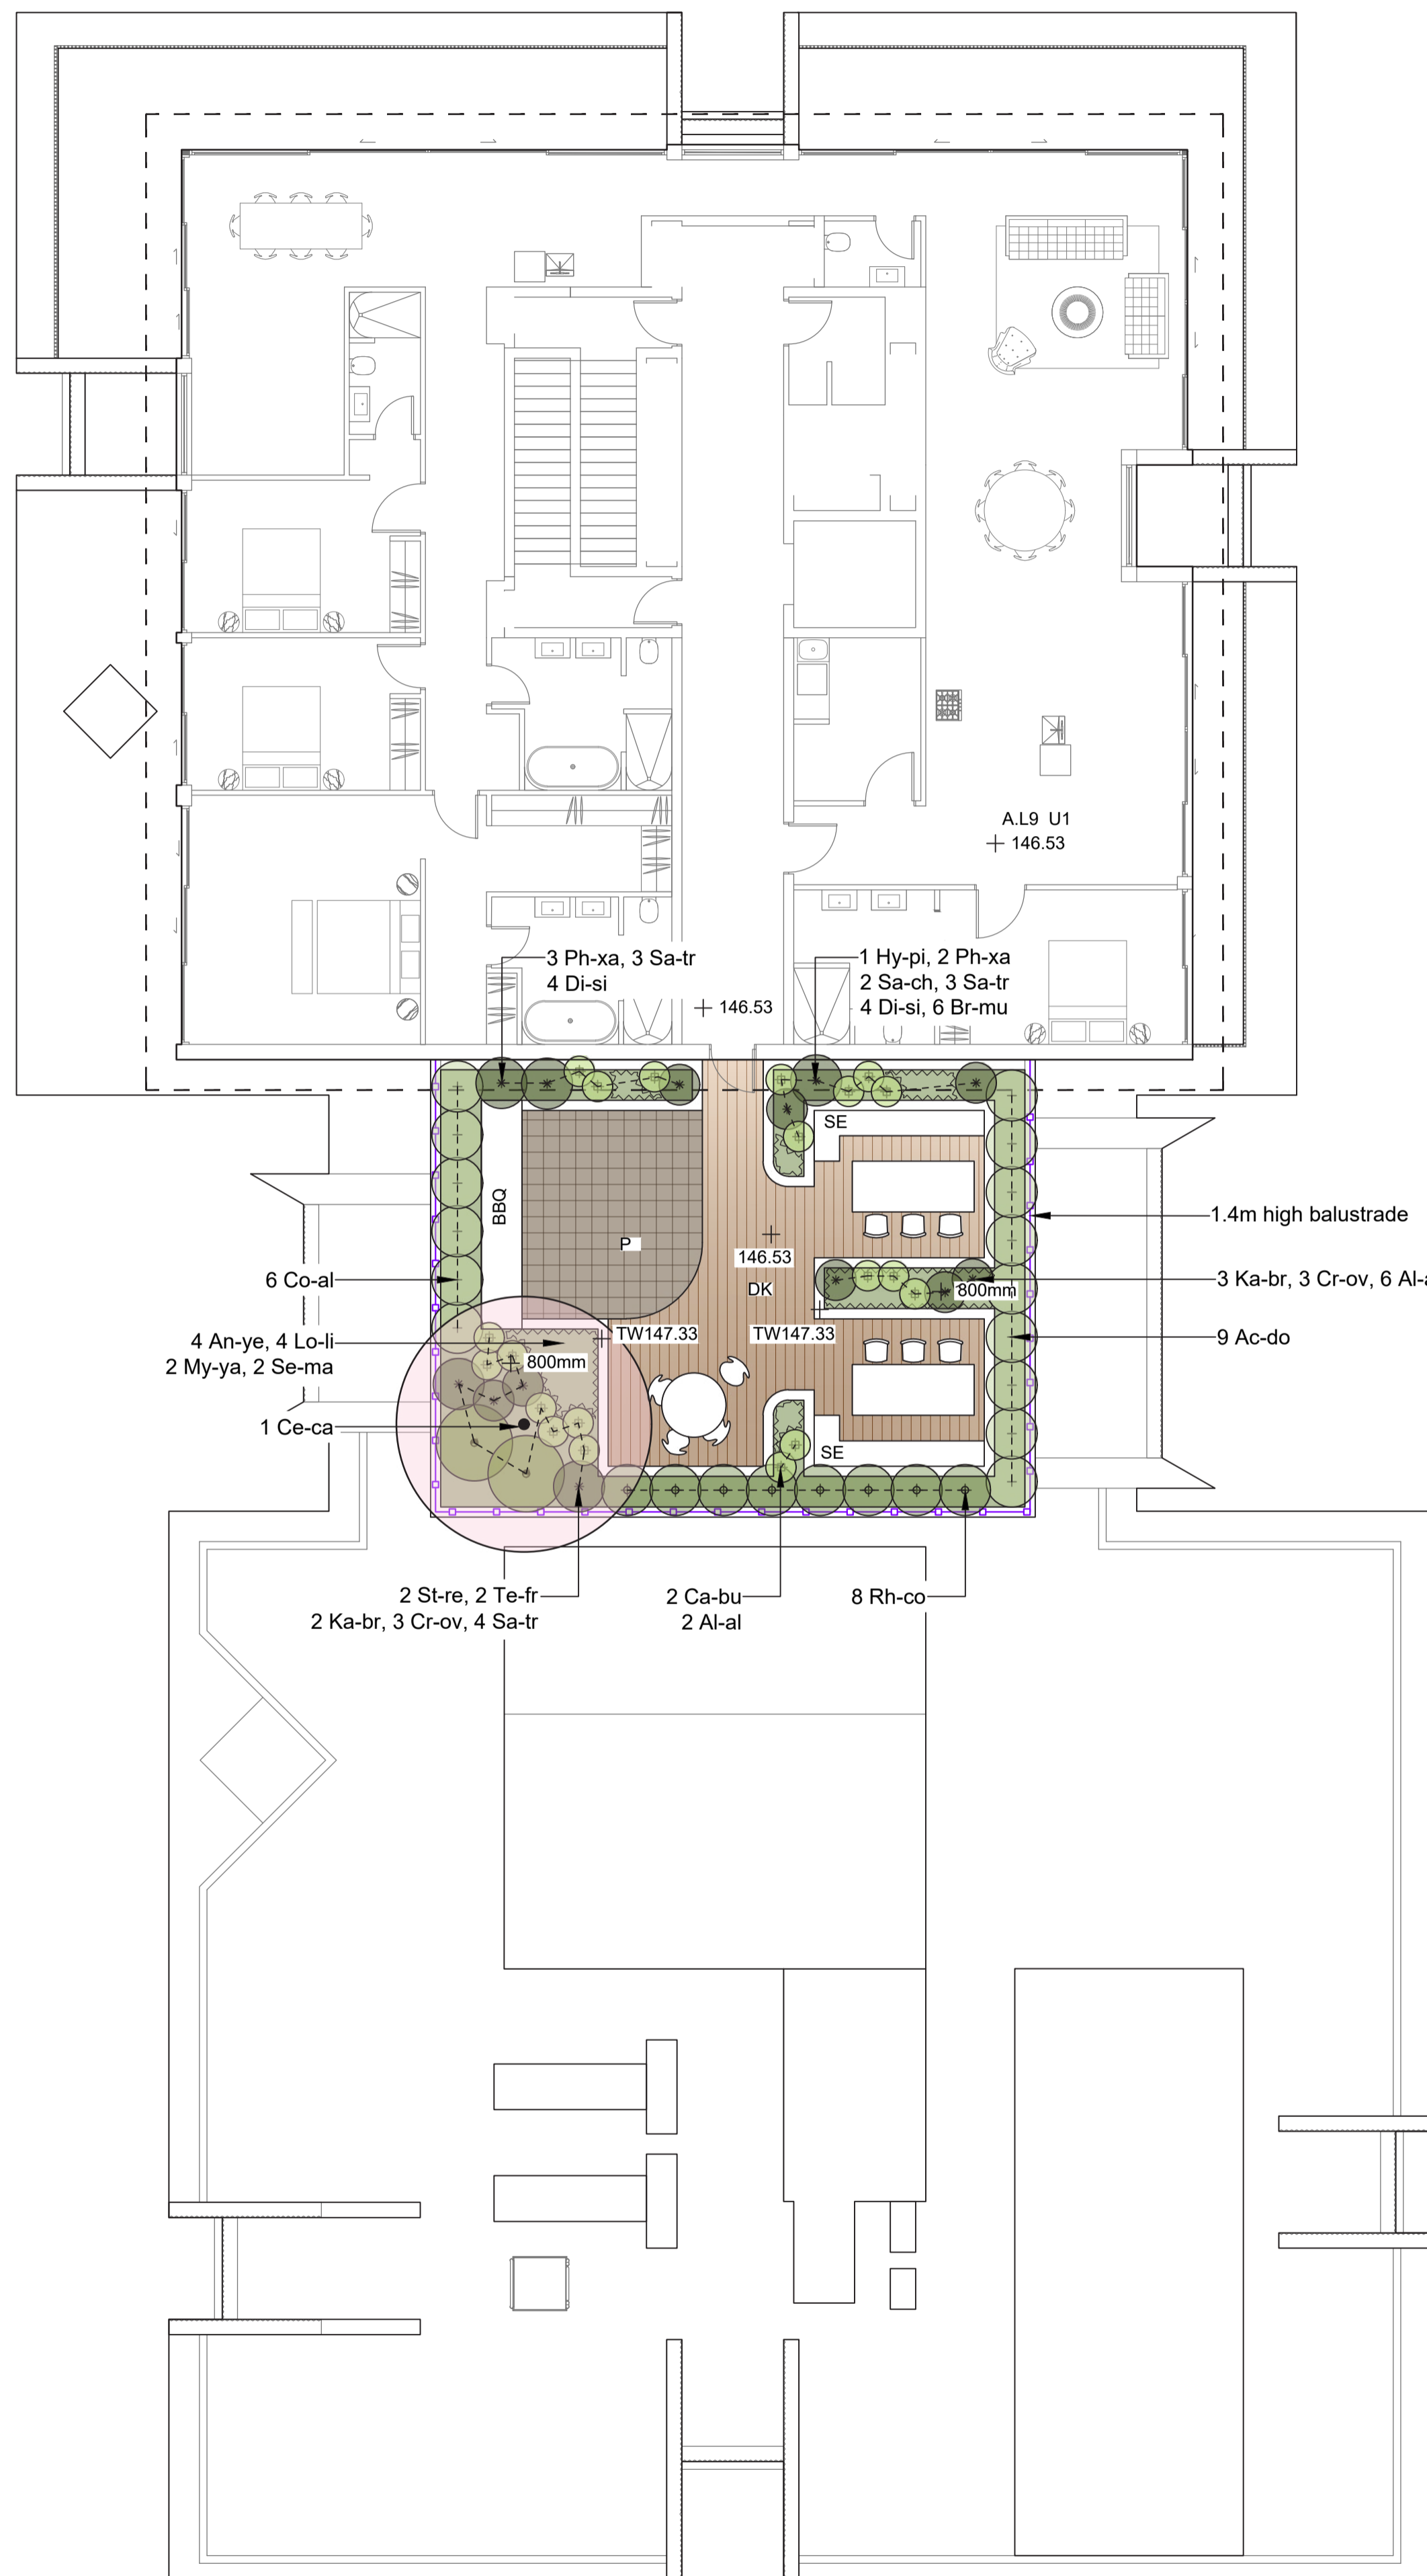 A.L9 U1
146.53
3 Ph-xa, 3 Sa-tr
4 Di-si
146.53
1 Hy-pi, 2 Ph-xa
2 Sa-ch, 3 Sa-tr
4 Di-si, 6 Br-mu
SE
BBQ
P
146.53
DK
1.4m high balustrade
6 Co-al
3 Ka-br, 3 Cr-ov, 6
800mm
4 An-ye, 4 Lo-li
2 My-ya, 2 Se-ma
TW147.33
TW147.33
9 Ac-do
800mm
1 Ce-ca
SE
2 St-re, 2 Te-fr
2 Ka-br, 3 Cr-ov, 4 Sa-tr
2 Ca-bu
2 Al-al
8 Rh-co